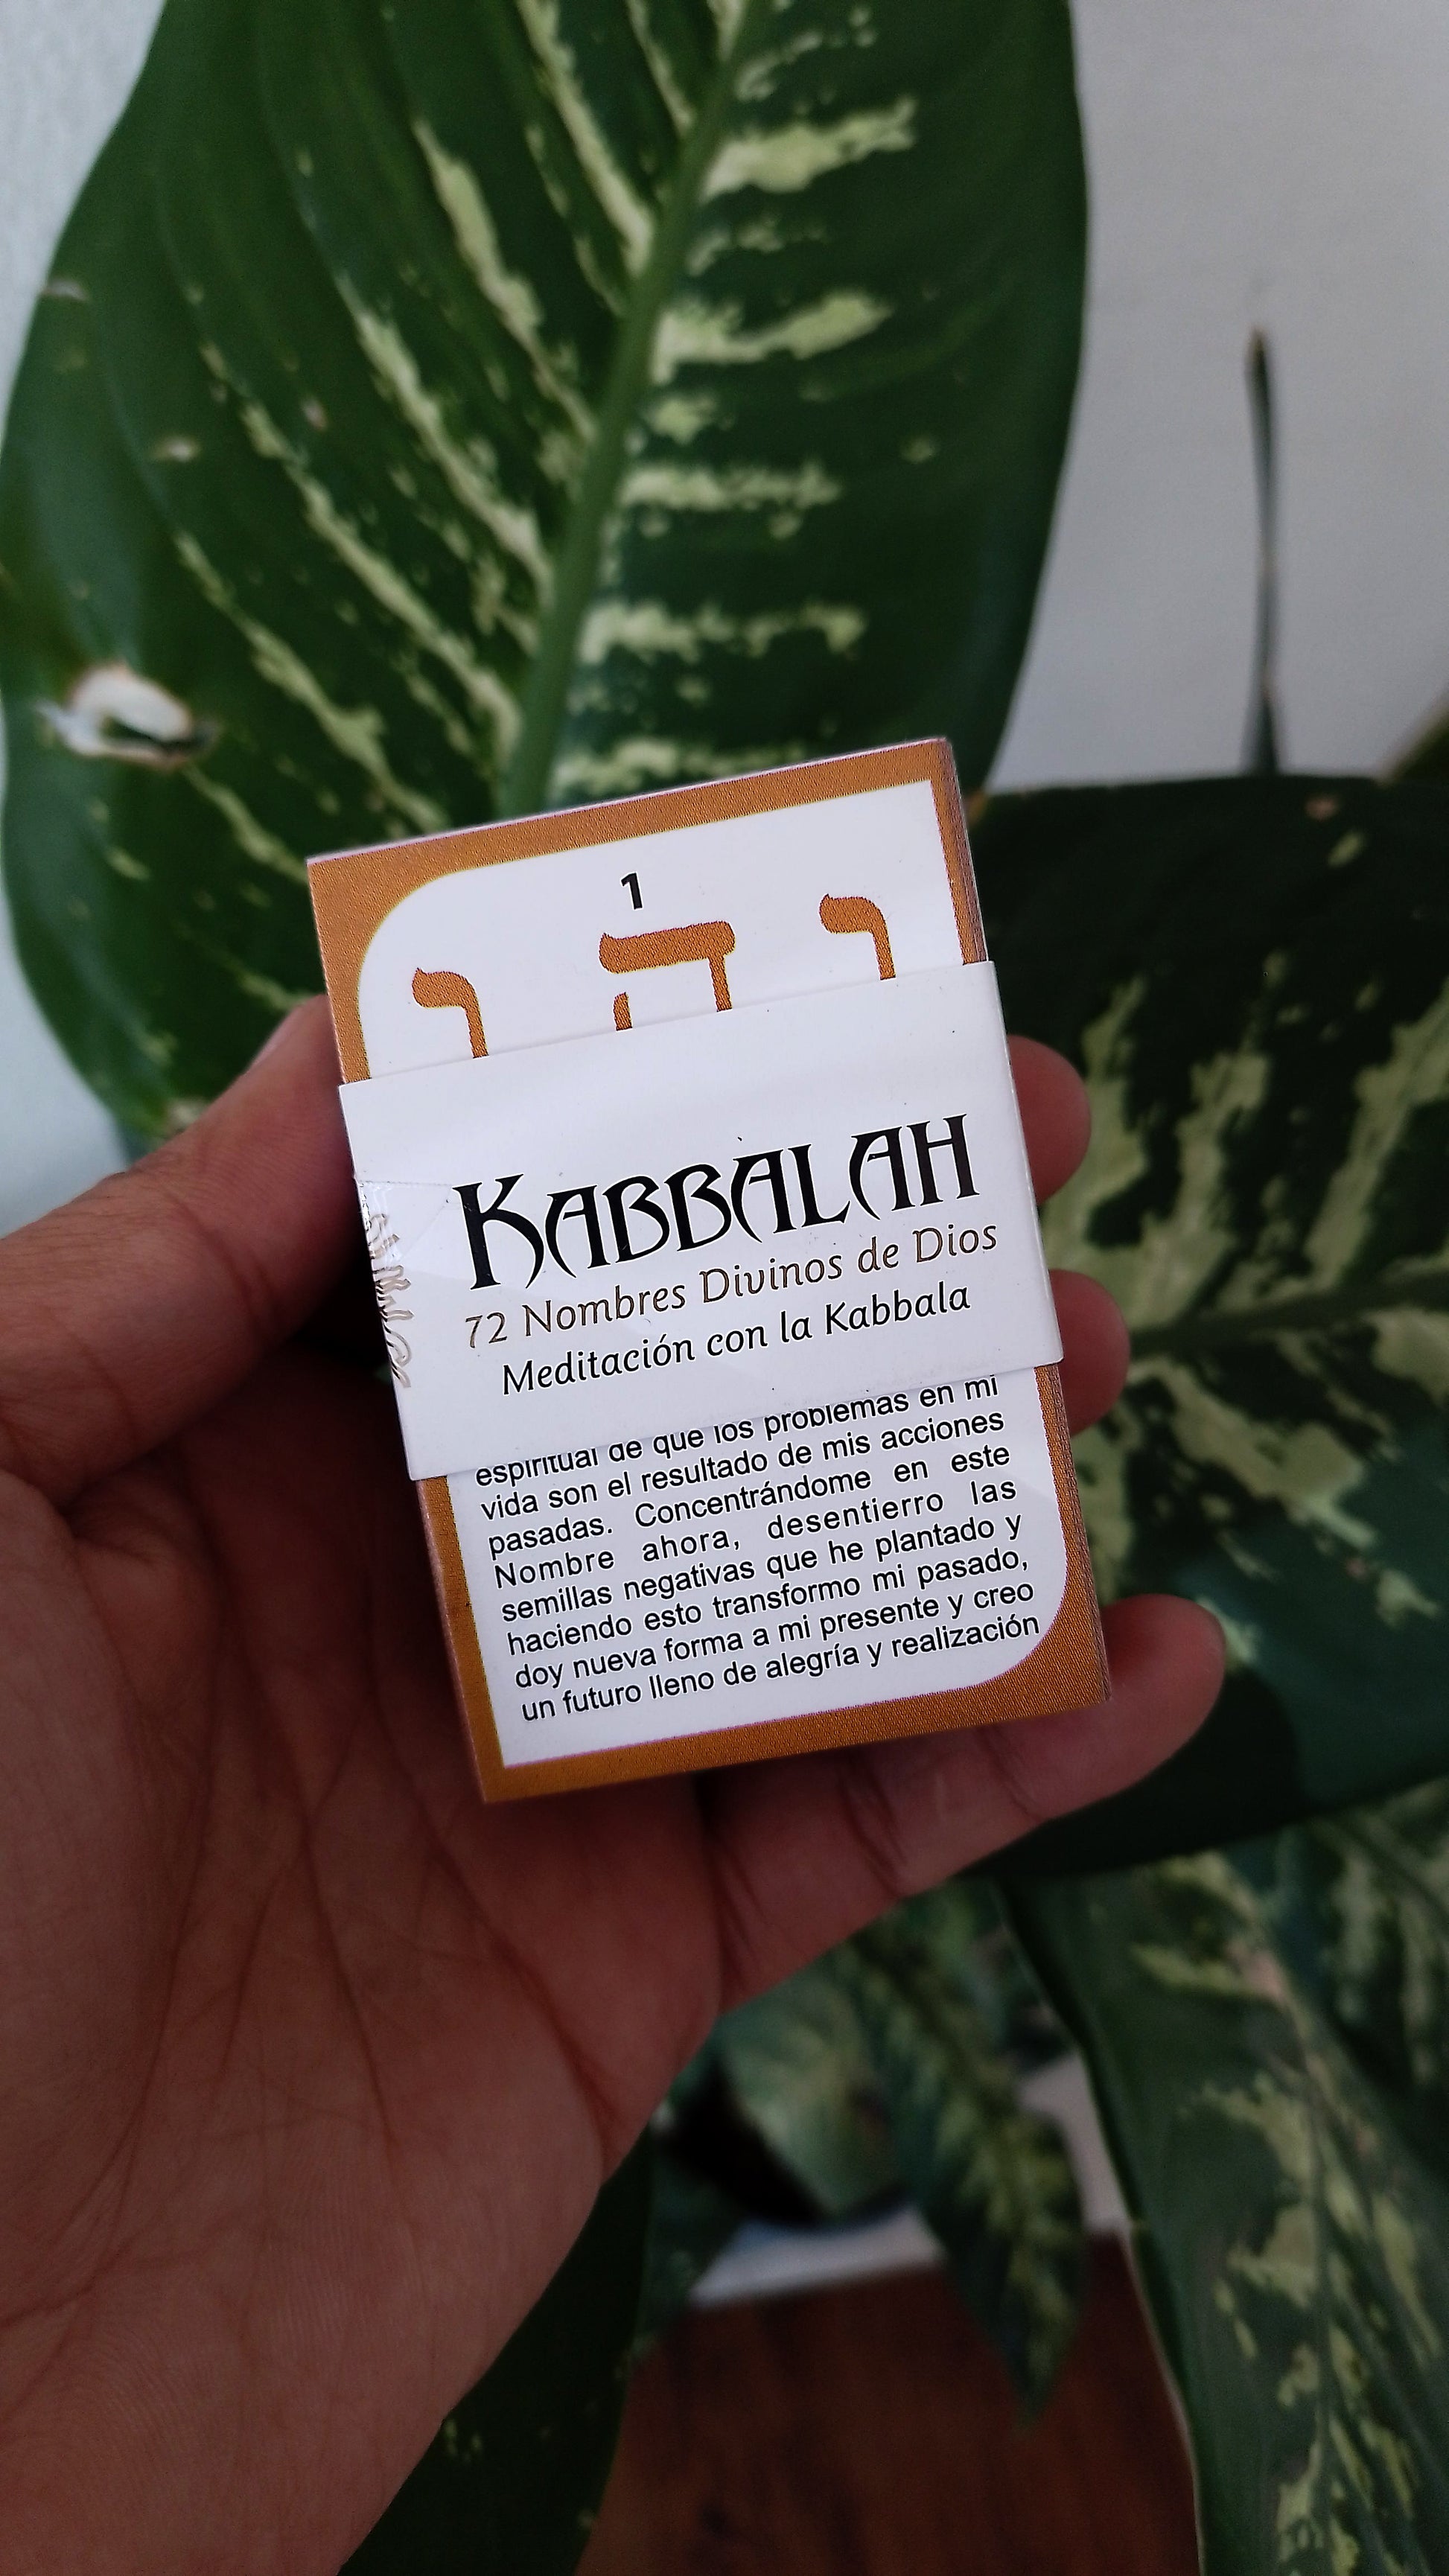 1
והו
KABBALAH
72 Nombres Divinos de Dios
Meditación con la Kabbala
espiritual de que los problemas en mi
vida son el resultado de mis acciones
pasadas. Concentrándome en este
Nombre ahora, desentierro las
semillas negativas que he plantado y
haciendo esto transformo mi pasado,
doy nueva forma a mi presente y creo
un futuro lleno de alegría y realización